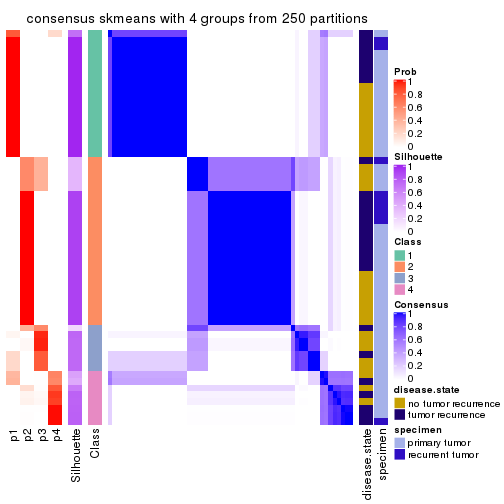 consensus skmeans with 4 groups from 250 partitions
Prob
1
0.8
0.6
0.4
0.2
0
Silhouette
1
0.8
0.6
0.4
0.2
0
Class
1
2
3
4
Consensus
1
0.8
0.6
0.4
0.2
0
disease.state
no tumor recurrence
tumor recurrence
specimen
primary tumor
recurrent tumor
p1
p2
p3
p4
Silhouette
Class
disease.state
specimen